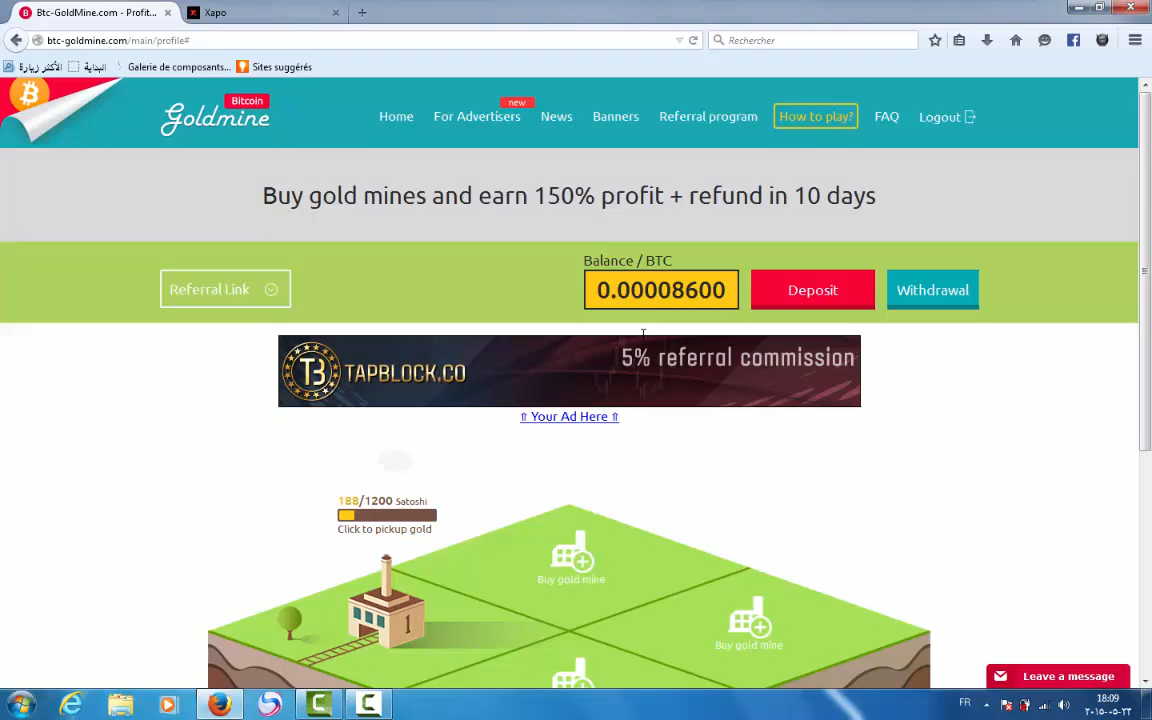 Btc-GoldMine.com - Profit...
Xapo
btc-goldmine.com/main/profile#
Rechercher
الأكثر زيارة
البداية
Galerie de composants...
Sites suggérés
Bitcoin
Goldmine
Home
For Advertisers
new
News
Banners
Referral program
How to play?
FAQ
Logout
Buy gold mines and earn 150% profit + refund in 10 days
Referral Link
Balance / BTC
0.00008600
Deposit
Withdrawal
TB TAPBLOCK.CO
5% referral commission
⇑ Your Ad Here ⇑
188/1200 Satoshi
Click to pickup gold
1
Buy gold mine
Buy gold mine
Leave a message
FR
18:09
٢٠١٥-٠٥-٢٣